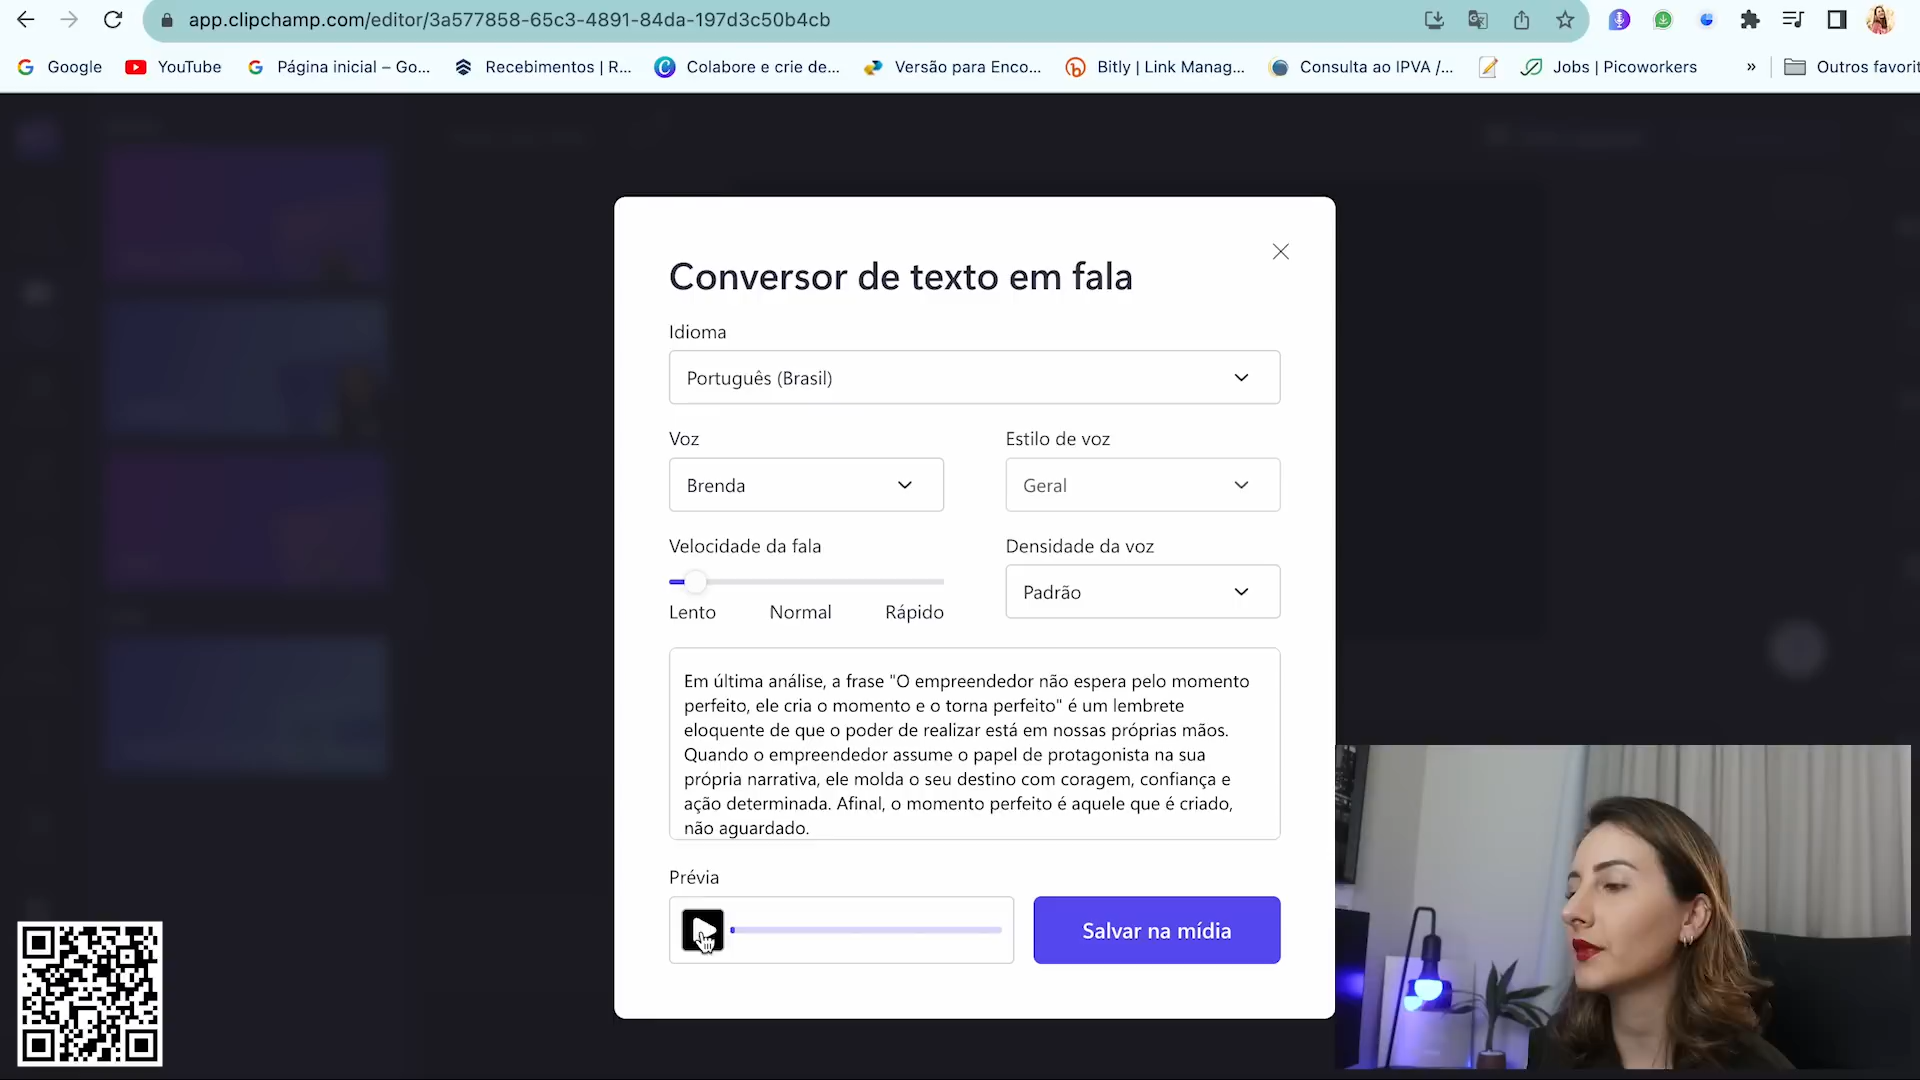 app.clipchamp.com/editor/3a577858-65c3-4891-84da-197d3c50b4cb
Google
YouTube
Página inicial – Go...
Recebimentos | R...
Colabore e crie de...
Versão para Enco...
Bitly | Link Manag...
Consulta ao IPVA /...
Jobs | Picoworkers
»
Outros favorit
Conversor de texto em fala
Idioma
Português (Brasil)
Voz
Estilo de voz
Brenda
Geral
Velocidade da fala
Densidade da voz
Padrão
Lento
Normal
Rápido
Em última análise, a frase "O empreendedor não espera pelo momento
perfeito, ele cria o momento e o torna perfeito" é um lembrete
eloquente de que o poder de realizar está em nossas próprias mãos.
Quando o empreendedor assume o papel de protagonista na sua
própria narrativa, ele molda o seu destino com coragem, confiança e
ação determinada. Afinal, o momento perfeito é aquele que é criado,
não aguardado.
Prévia
Salvar na mídia